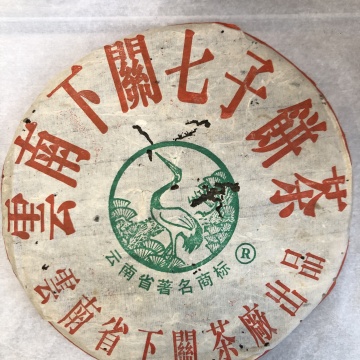 雲南下關七子餅茶
云南省著名商标
®
雲南省下關茶廠出品